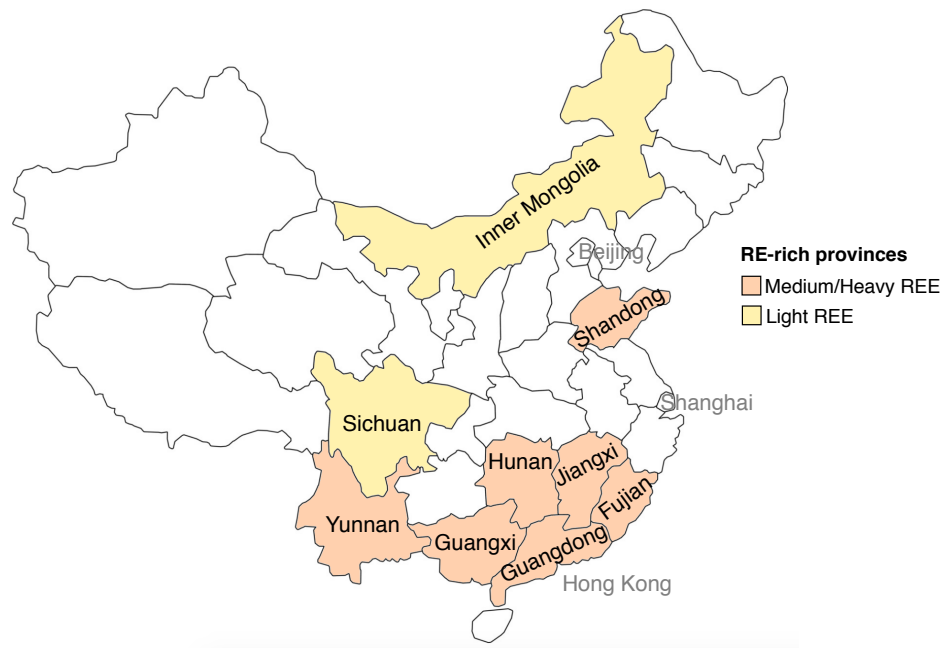 Inner Mongolia
Beijing
RE-rich provinces
Medium/Heavy REE
Light REE
Shandong
Shanghai
Sichuan
Hunan
Jiangxi
Fujian
Yunnan
Guangxi
Guangdong
Hong Kong